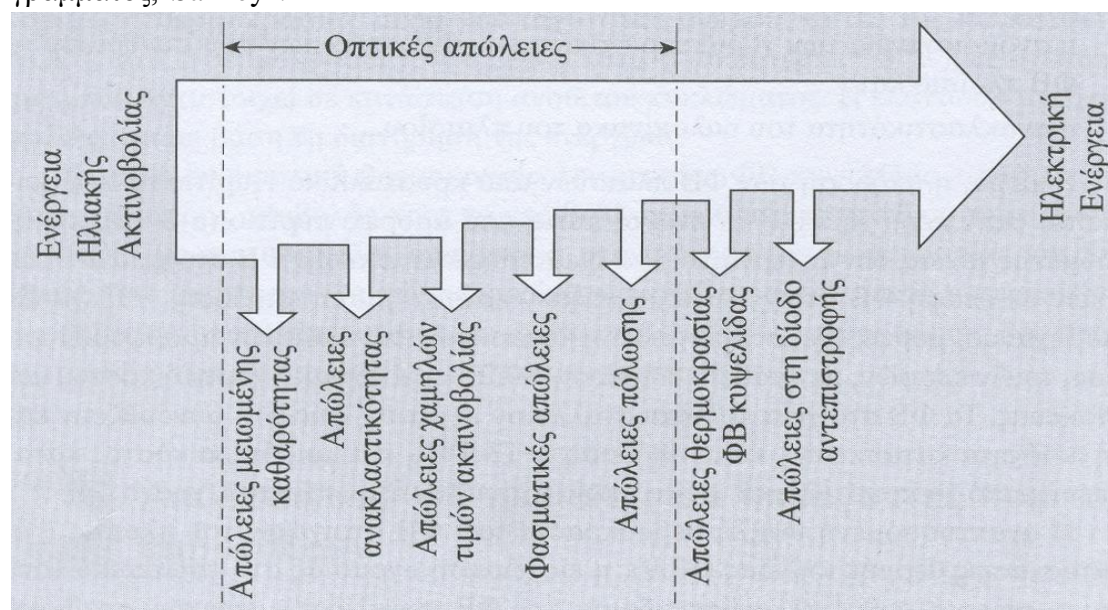 Οπτικές απώλειες
Ενέργεια
Ηλιακής
Ακτινοβολίας
Ηλεκτρική
Ενέργεια
Απώλειες μειωμένης
καθαρότητας
Απώλειες
ανακλαστικότητας
Απώλειες χαμηλών
τιμών ακτινοβολίας
Φασματικές απώλειες
Απώλειες πόλωσης
Απώλειες θερμοκρασίας
ΦΒ κυψελίδας
Απώλειες στη δίοδο
αντεπιστροφής